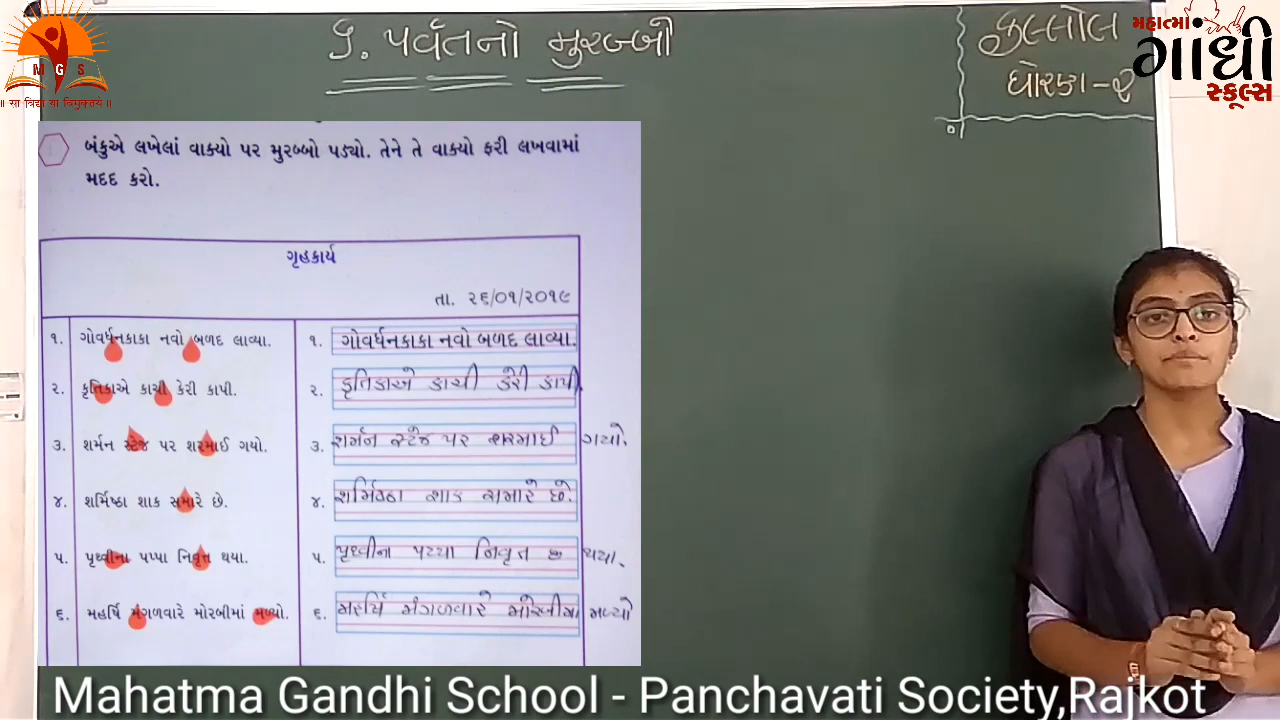 ૬. પર્વતનો મુરબ્બો
કલ્લોલ
ધોરણ - ૨
મહાત્મા
ગાંધી
સ્કૂલ્સ
M G S
॥ सा विद्या या विमुक्तये ॥
બંકુએ લખેલાં વાક્યો પર મુરબ્બો પડ્યો. તેને તે વાક્યો ફરી લખવામાં
મદદ કરો.
ગૃહકાર્ય
તા. ૨૬/૦૧/૨૦૧૯
૧. ગોવર્ધનકાકા નવો બળદ લાવ્યા. ૧. ગોવર્ધનકાકા નવો બળદ લાવ્યા.
૨. કૃતિકાએ કાચી કેરી કાપી. ૨. કૃતિકાએ કાચી કેરી કાપી.
૩. શર્મન સ્ટેજ પર શરમાઈ ગયો. ૩. શર્મન સ્ટેજ પર શરમાઈ ગયો.
૪. શર્મિષ્ઠા શાક સમારે છે. ૪. શર્મિષ્ઠા શાક સમારે છે.
૫. પૃથ્વીના પપ્પા નિવૃત્ત થયા. ૫. પૃથ્વીના પપ્પા નિવૃત્ત થયા.
૬. મહર્ષિ મંગળવારે મોરબીમાં મળ્યો. ૬. મહર્ષિ મંગળવારે મોરબીમાં મળ્યો
Mahatma Gandhi School - Panchavati Society,Rajkot